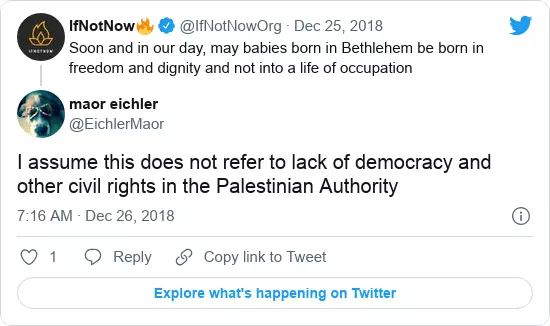 IfNotNow🔥 @IfNotNowOrg · Dec 25, 2018
Soon and in our day, may babies born in Bethlehem be born in
freedom and dignity and not into a life of occupation
IFNOTNOW
maor eichler
@EichlerMaor
I assume this does not refer to lack of democracy and
other civil rights in the Palestinian Authority
7:16 AM · Dec 26, 2018
1 Reply Copy link to Tweet
Explore what's happening on Twitter